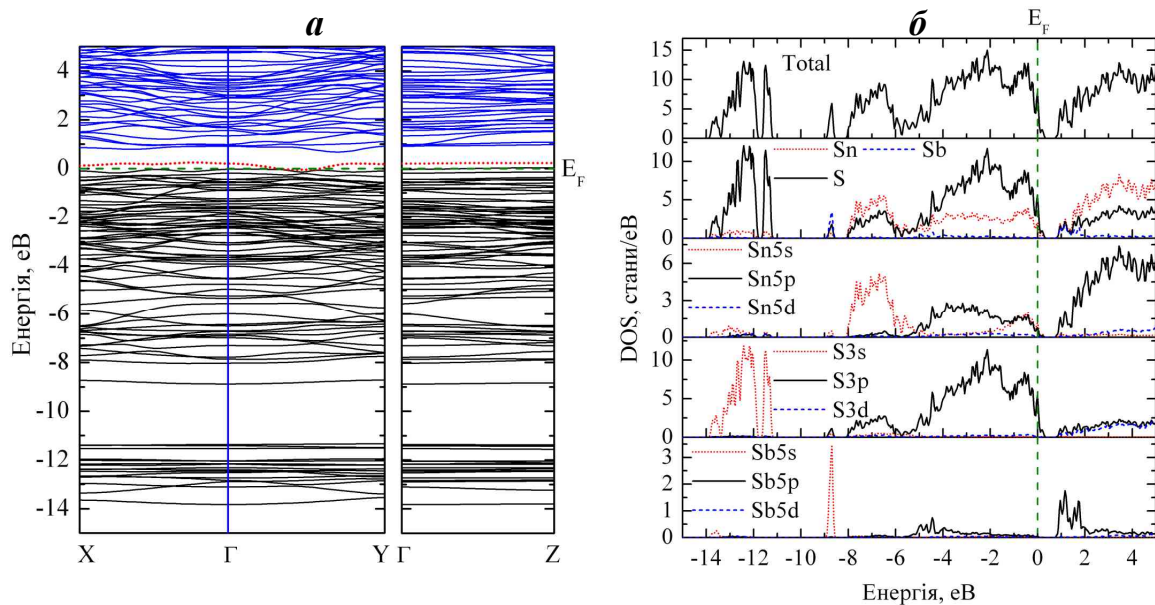 а
4
2
0
-2
-4
-6
-8
-10
-12
-14
Енергія, еВ
E_F
X Γ Y Γ Z
б
E_F
Total
15
10
5
0
Sn Sb
S
10
5
0
Sn5s
Sn5p
Sn5d
6
3
0
S3s
S3p
S3d
10
5
0
Sb5s
Sb5p
Sb5d
3
2
1
0
DOS, стани/еВ
-14 -12 -10 -8 -6 -4 -2 0 2 4
Енергія, еВ